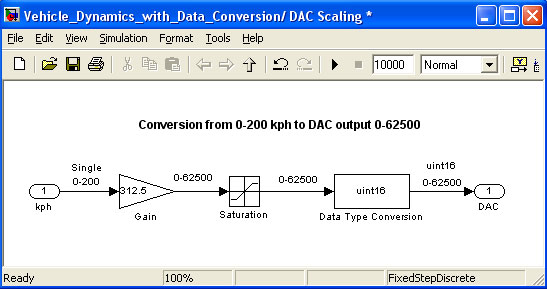 Vehicle_Dynamics_with_Data_Conversion/ DAC Scaling *
File Edit View Simulation Format Tools Help
10000 Normal
Conversion from 0-200 kph to DAC output 0-62500
Single uint16
0-200 0-62500 0-62500 0-62500
1 312.5 uint16 1
kph Gain Saturation Data Type Conversion DAC
Ready 100% FixedStepDiscrete